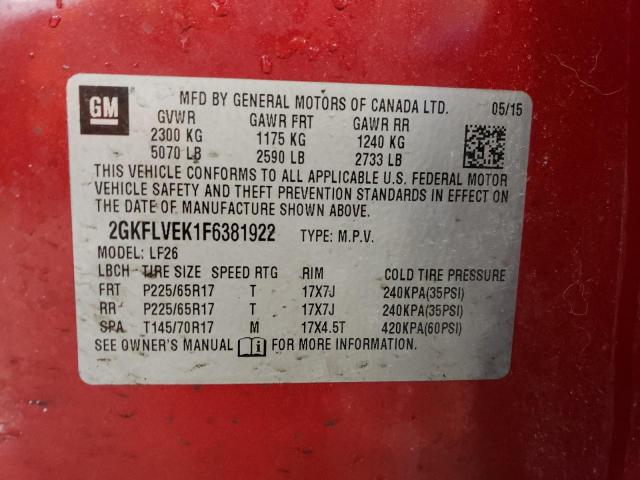 GM
MFD BY GENERAL MOTORS OF CANADA LTD. 05/15
GVWR GAWR FRT GAWR RR
2300 KG 1175 KG 1240 KG
5070 LB 2590 LB 2733 LB
THIS VEHICLE CONFORMS TO ALL APPLICABLE U.S. FEDERAL MOTOR
VEHICLE SAFETY AND THEFT PREVENTION STANDARDS IN EFFECT ON
THE DATE OF MANUFACTURE SHOWN ABOVE.
2GKFLVEK1F6381922 TYPE: M.P.V.
MODEL: LF26
LBCH TIRE SIZE SPEED RTG RIM COLD TIRE PRESSURE
FRT P225/65R17 T 17X7J 240KPA(35PSI)
RR P225/65R17 T 17X7J 240KPA(35PSI)
SPA T145/70R17 M 17X4.5T 420KPA(60PSI)
SEE OWNER'S MANUAL FOR MORE INFORMATION.